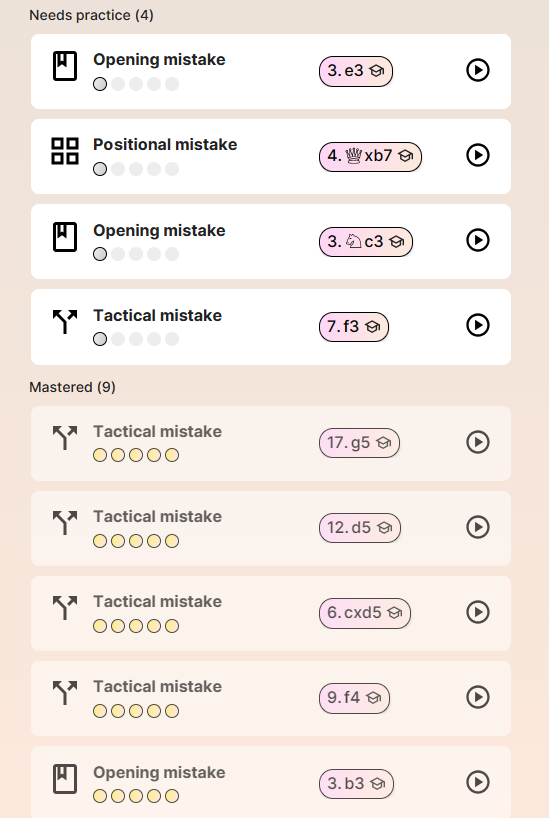 Needs practice (4)
Opening mistake
3. e3
Positional mistake
4. ♕xb7
Opening mistake
3. ♘c3
Tactical mistake
7. f3
Mastered (9)
Tactical mistake
17. g5
Tactical mistake
12. d5
Tactical mistake
6. cxd5
Tactical mistake
9. f4
Opening mistake
3. b3